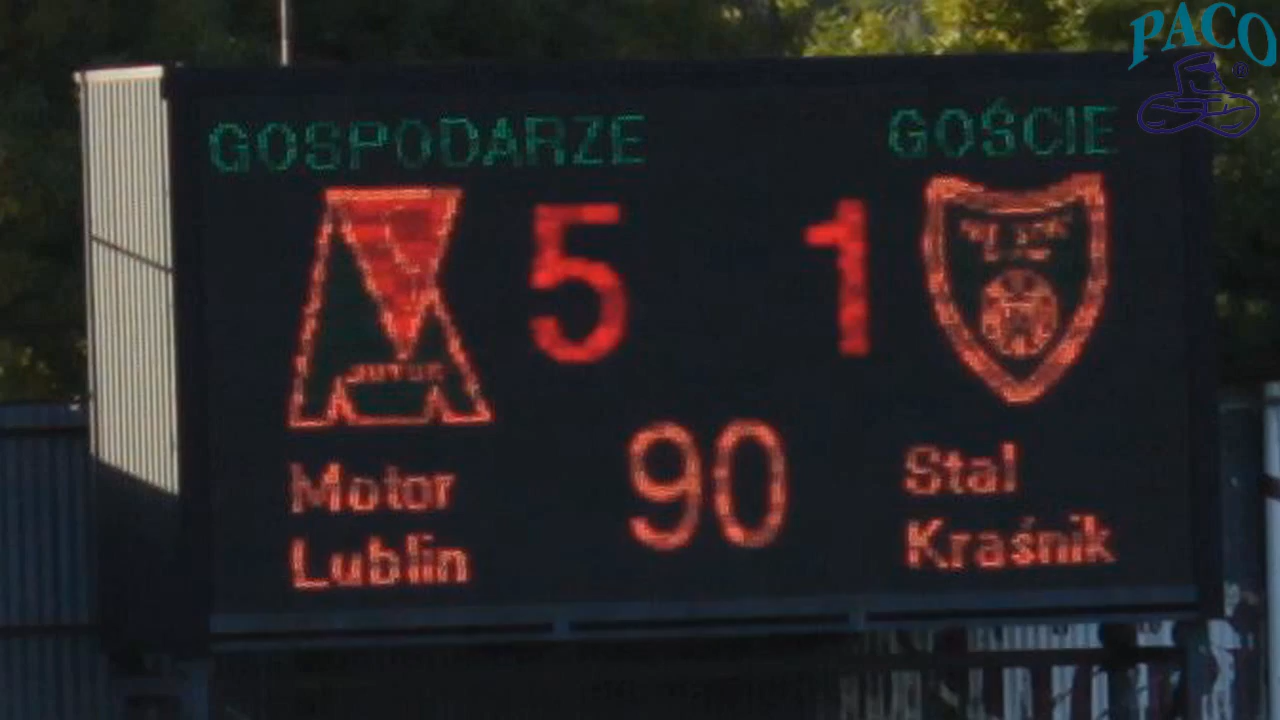 PACO
®
GOSPODARZE
GOŚCIE
5
1
90
Motor
Lublin
Stal
Kraśnik